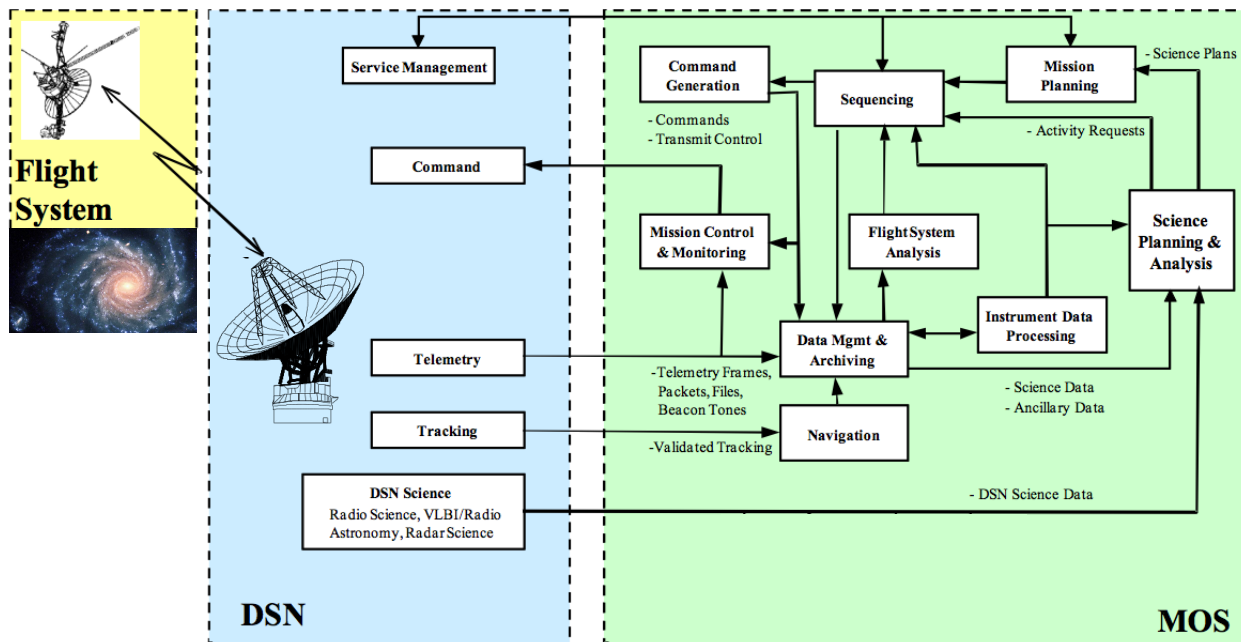 Flight
System
Service Management
Command
Telemetry
Tracking
DSN Science
Radio Science, VLBI/Radio
Astronomy, Radar Science
DSN
Command
Generation
- Commands
- Transmit Control
Sequencing
Mission
Planning
- Science Plans
- Activity Requests
Mission Control
& Monitoring
Flight System
Analysis
Science
Planning &
Analysis
Data Mgmt &
Archiving
Instrument Data
Processing
-Telemetry Frames,
Packets, Files,
Beacon Tones
- Science Data
- Ancillary Data
Navigation
-Validated Tracking
- DSN Science Data
MOS